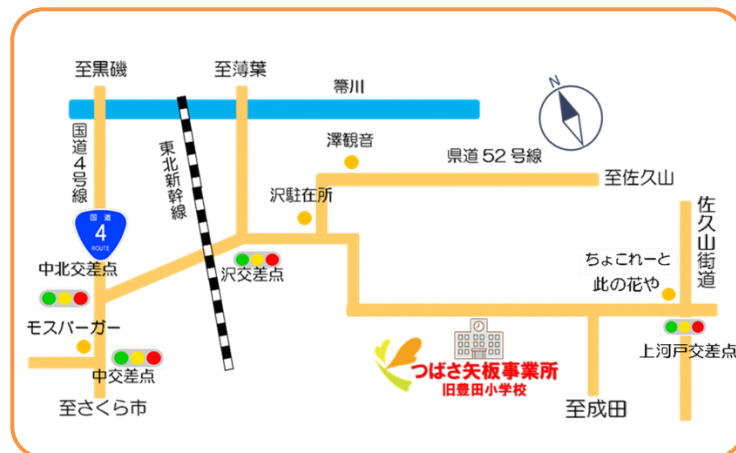 至黒磯
至薄葉
箒川
N
国道4号線
東北新幹線
澤観音
県道52号線
至佐久山
沢駐在所
佐久山街道
国道
4
ROUTE
中北交差点
沢交差点
ちょこれーと
此の花や
モスバーガー
中交差点
上河戸交差点
つばさ矢板事業所
旧豊田小学校
至さくら市
至成田